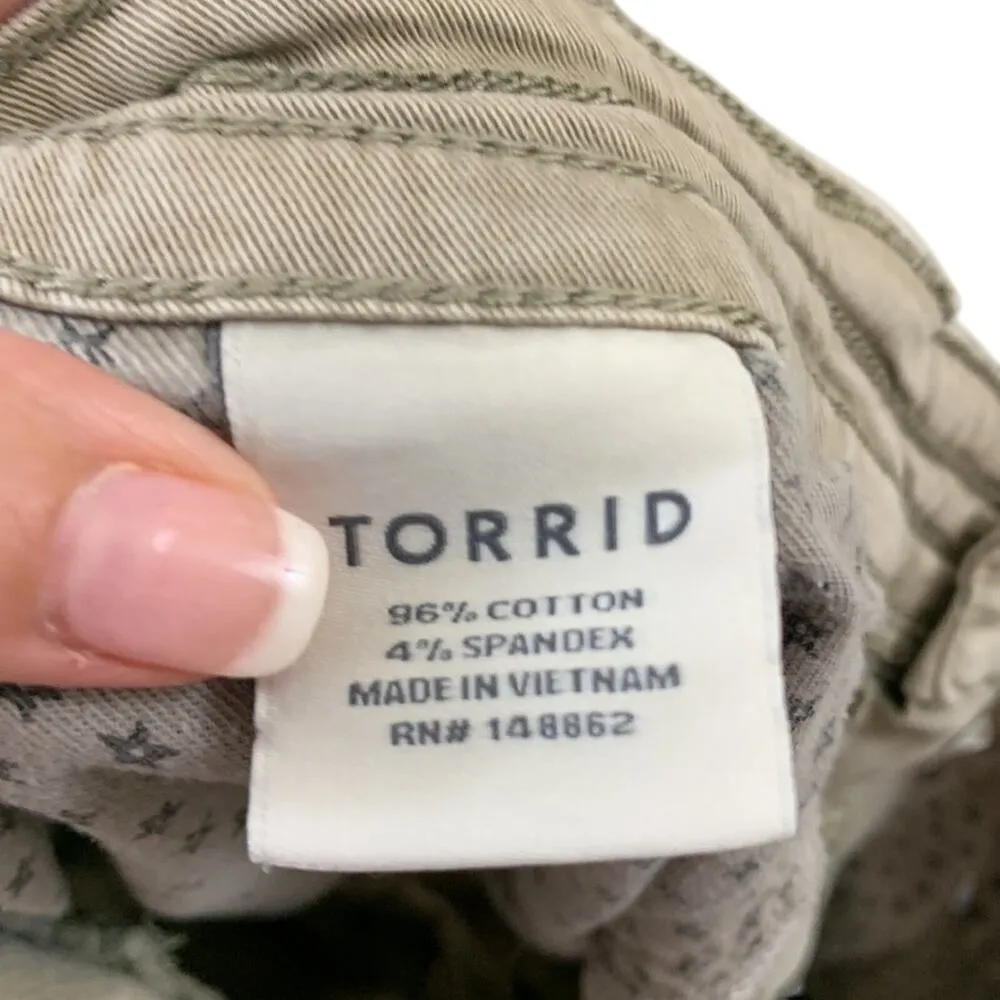 TORRID
96% COTTON
4% SPANDEX
MADE IN VIETNAM
RN# 148862